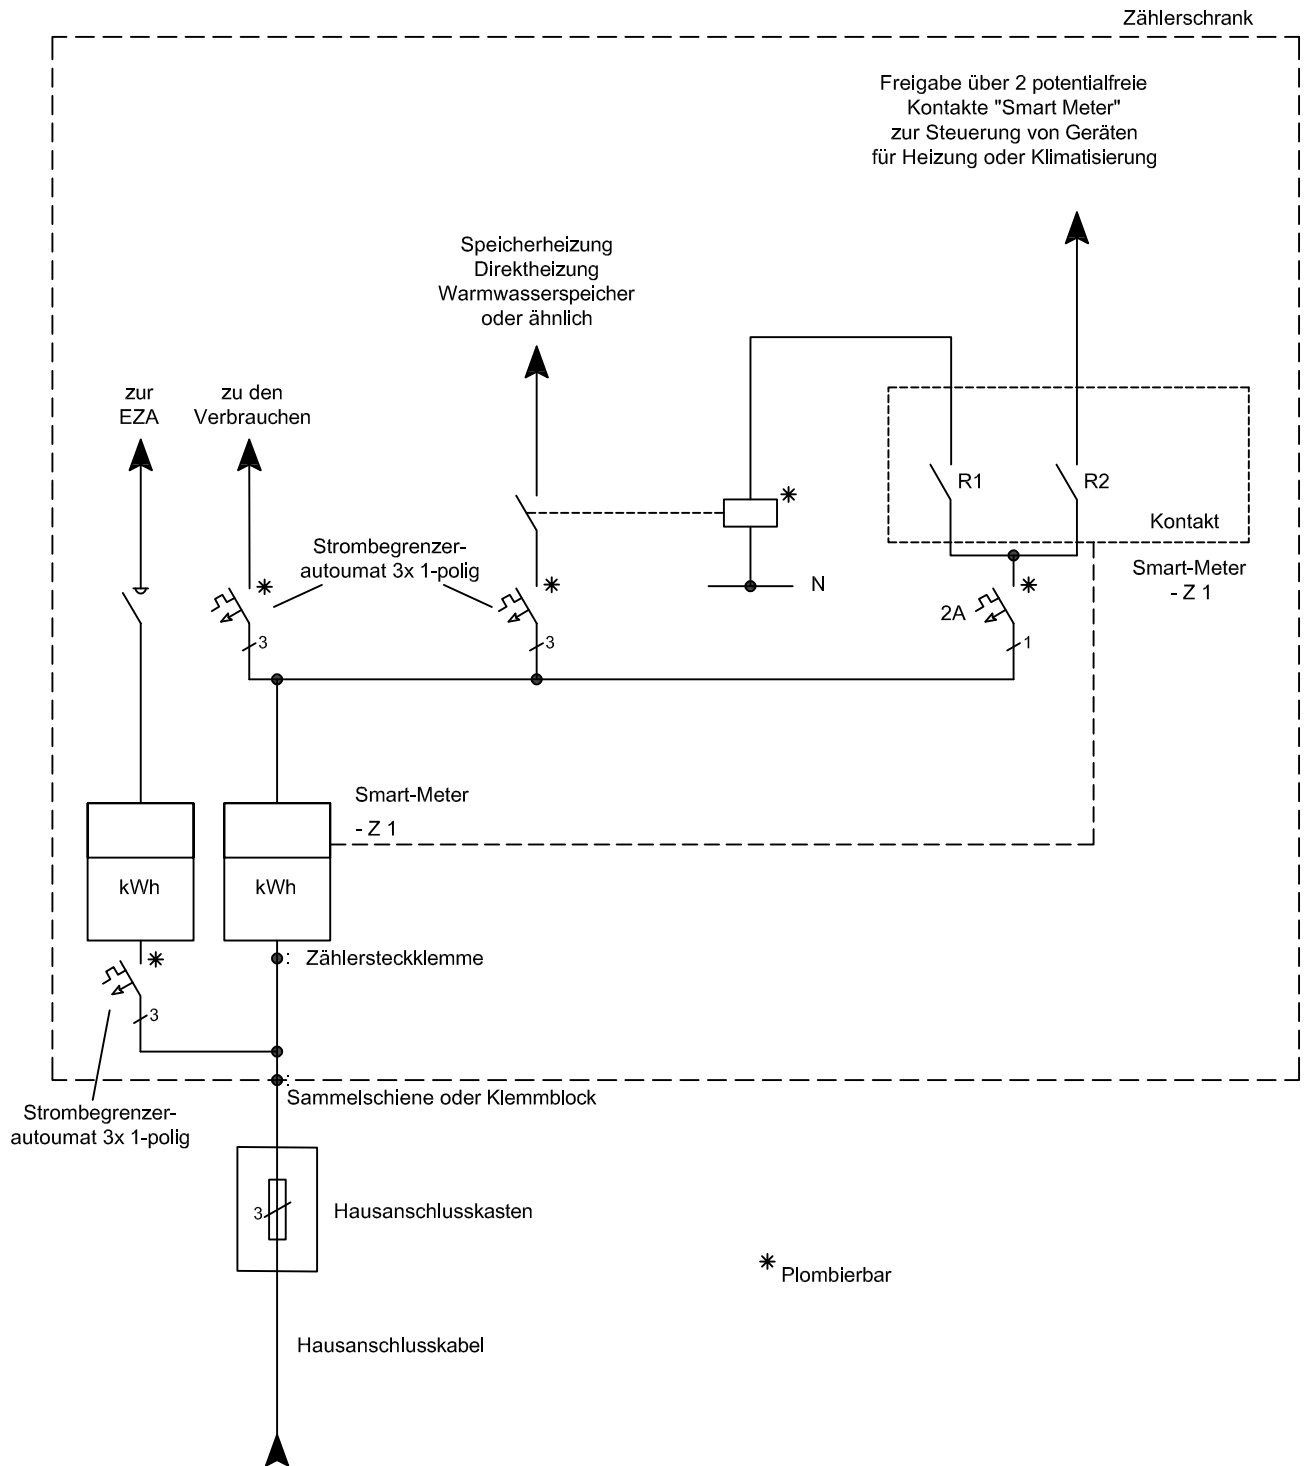 Zählerschrank
Freigabe über 2 potentialfreie
Kontakte "Smart Meter"
zur Steuerung von Geräten
für Heizung oder Klimatisierung
Speicherheizung
Direktheizung
Warmwasserspeicher
oder ähnlich
zur
EZA
zu den
Verbrauchen
R1
R2
Kontakt
Smart-Meter
- Z 1
Strombegrenzer-
autoumat 3x 1-polig
N
2A
3
3
1
Smart-Meter
- Z 1
kWh
kWh
Zählersteckklemme
3
Sammelschiene oder Klemmblock
Strombegrenzer-
autoumat 3x 1-polig
3
Hausanschlusskasten
Plombierbar
Hausanschlusskabel